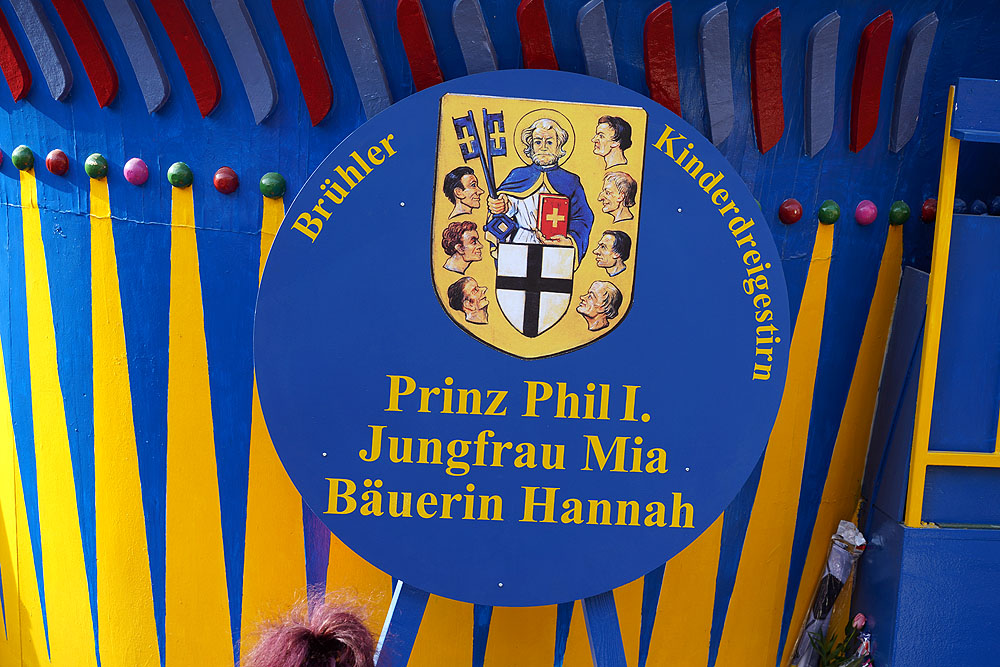 Brühler Kinderdreigestirn
Prinz Phil I.
Jungfrau Mia
Bäuerin Hannah